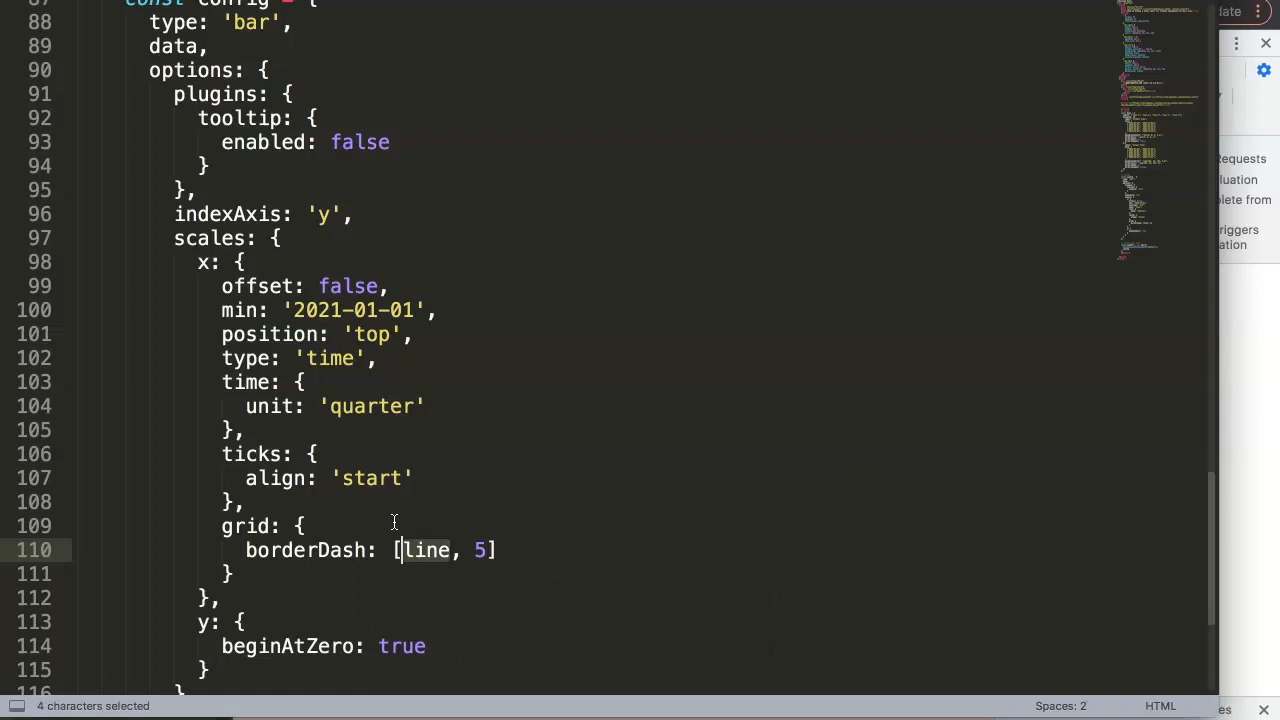 87 const config = {
88 type: 'bar',
89 data,
90 options: {
91 plugins: {
92 tooltip: {
93 enabled: false
94 }
95 },
96 indexAxis: 'y',
97 scales: {
98 x: {
99 offset: false,
100 min: '2021-01-01',
101 position: 'top',
102 type: 'time',
103 time: {
104 unit: 'quarter'
105 },
106 ticks: {
107 align: 'start'
108 },
109 grid: {
110 borderDash: [line, 5]
111 }
112 },
113 y: {
114 beginAtZero: true
115 }
116 }
date
Requests
luation
plete from
riggers
ation
4 characters selected
Spaces: 2
HTML
es